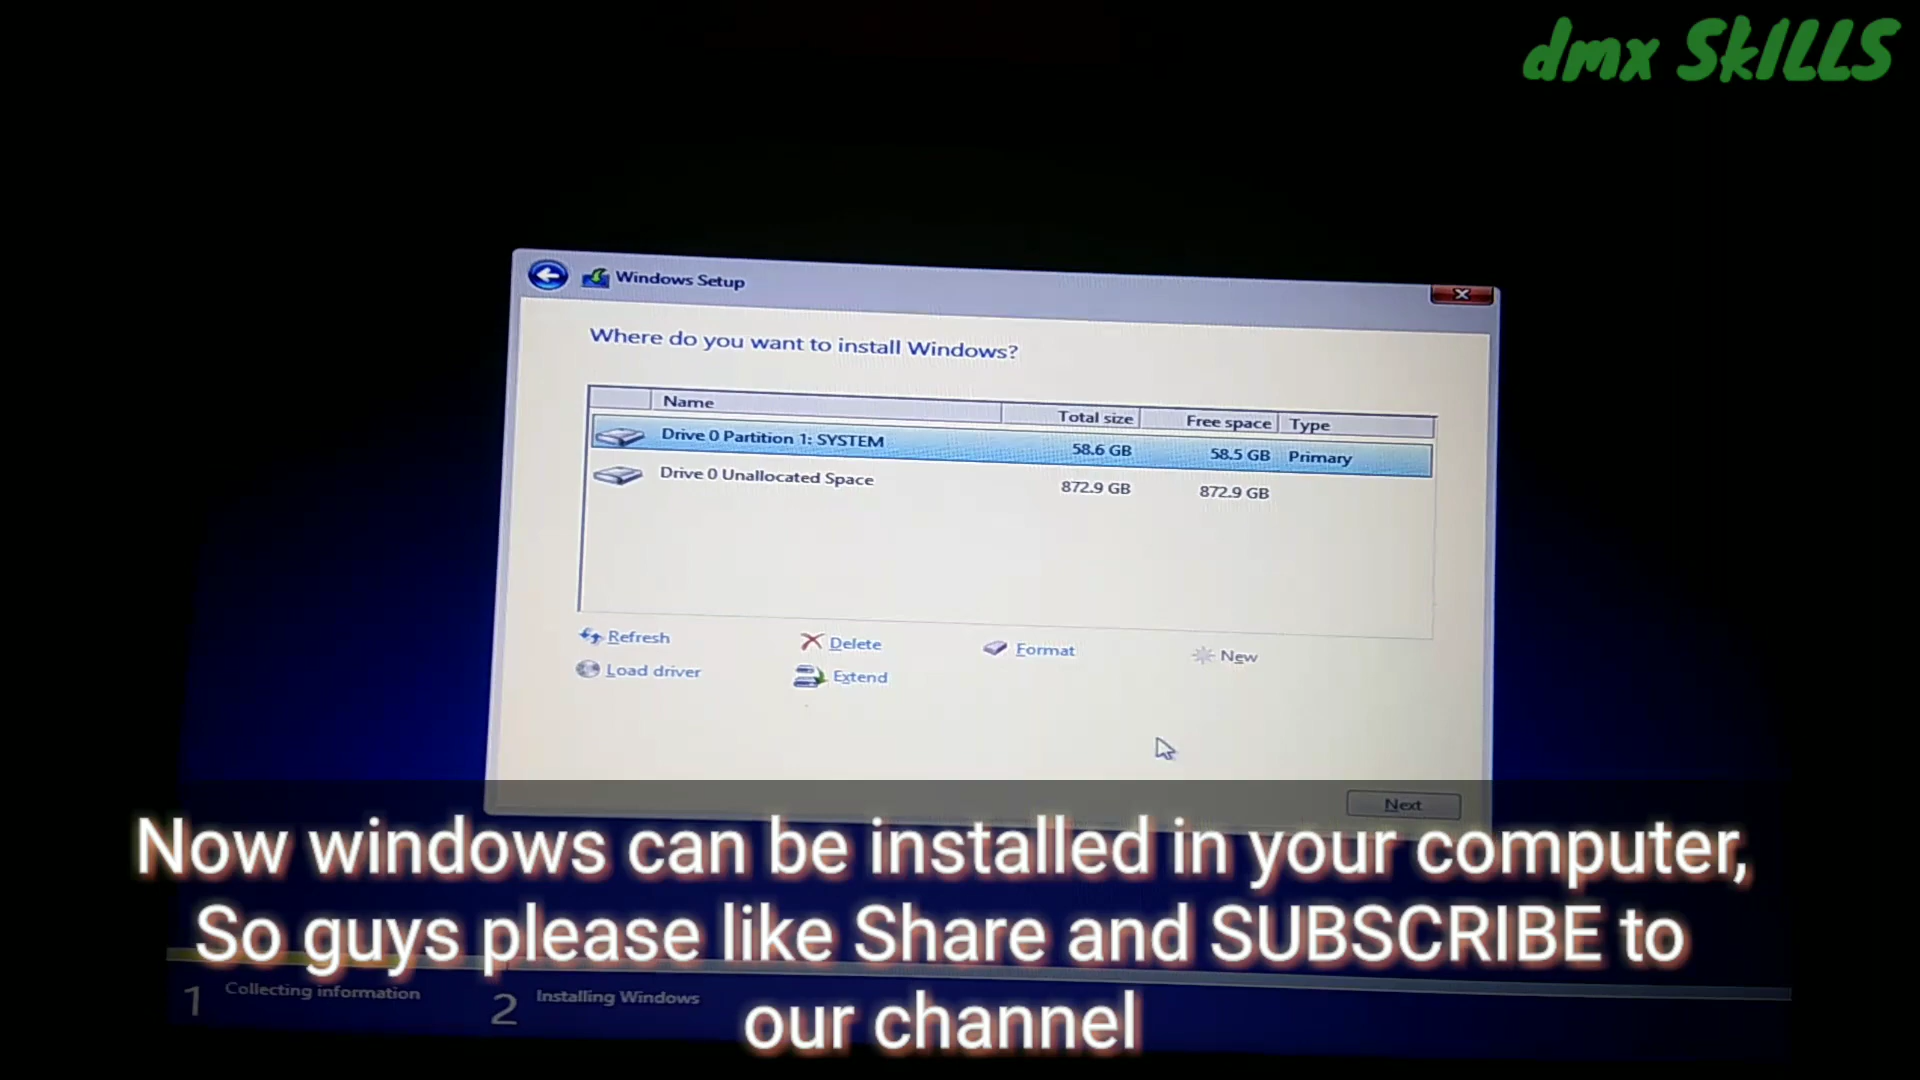 dmx SkILLS
Windows Setup
Where do you want to install Windows?
Name Total size Free space Type
Drive 0 Partition 1: SYSTEM 58.6 GB 58.5 GB Primary
Drive 0 Unallocated Space 872.9 GB 872.9 GB
Refresh Delete Format New
Load driver Extend
Next
Now windows can be installed in your computer,
So guys please like Share and SUBSCRIBE to
our channel
1 Collecting information 2 Installing Windows